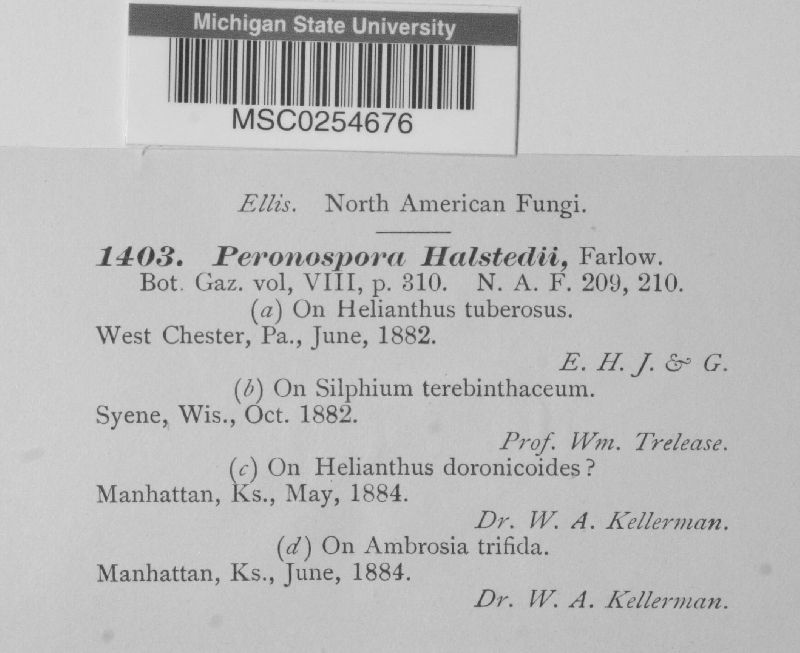 Michigan State University
MSC0254676
Ellis. North American Fungi.
1403. Peronospora Halstedii, Farlow.
Bot. Gaz. vol, VIII, p. 310. N. A. F. 209, 210.
(a) On Helianthus tuberosus.
West Chester, Pa., June, 1882.
E. H. J. & G.
(b) On Silphium terebinthaceum.
Syene, Wis., Oct. 1882.
Prof. Wm. Trelease.
(c) On Helianthus doronicoides?
Manhattan, Ks., May, 1884.
Dr. W. A. Kellerman.
(d) On Ambrosia trifida.
Manhattan, Ks., June, 1884.
Dr. W. A. Kellerman.